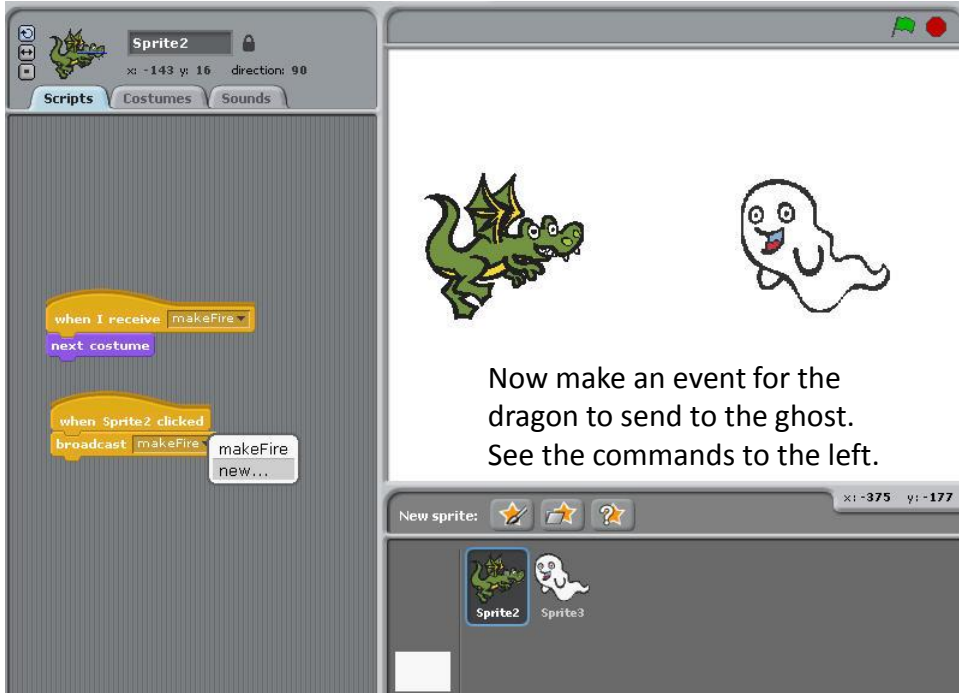 Sprite2
x: -143 y: 16 direction: 90
Scripts Costumes Sounds
when I receive makeFire
next costume
when Sprite2 clicked
broadcast makeFire
makeFire
new...
Now make an event for the
dragon to send to the ghost.
See the commands to the left.
x: -375 y: -177
New sprite:
Sprite2 Sprite3